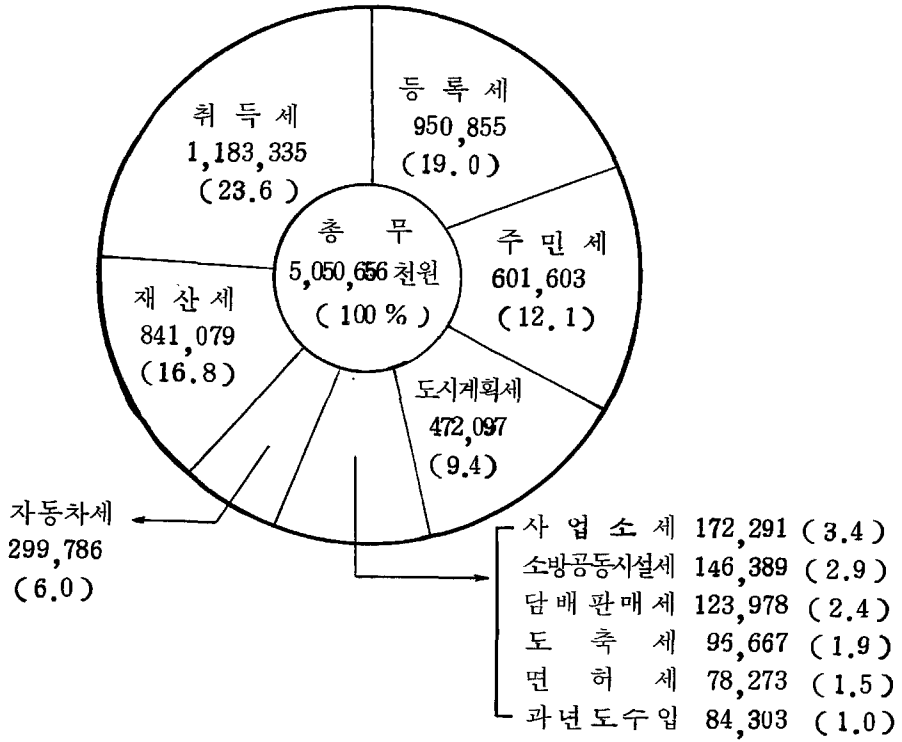 등록세
950,855
(19.0)
취득세
1,183,335
(23.6)
총 무
5,050,656 천원
(100 %)
주민세
601,603
(12.1)
재산세
841,079
(16.8)
도시계획세
472,097
(9.4)
자동차세
299,786
(6.0)
사업소세 172,291 (3.4)
소방공동시설세 146,389 (2.9)
담배판매세 123,978 (2.4)
도축세 96,667 (1.9)
면허세 78,273 (1.5)
과년도수입 84,303 (1.0)